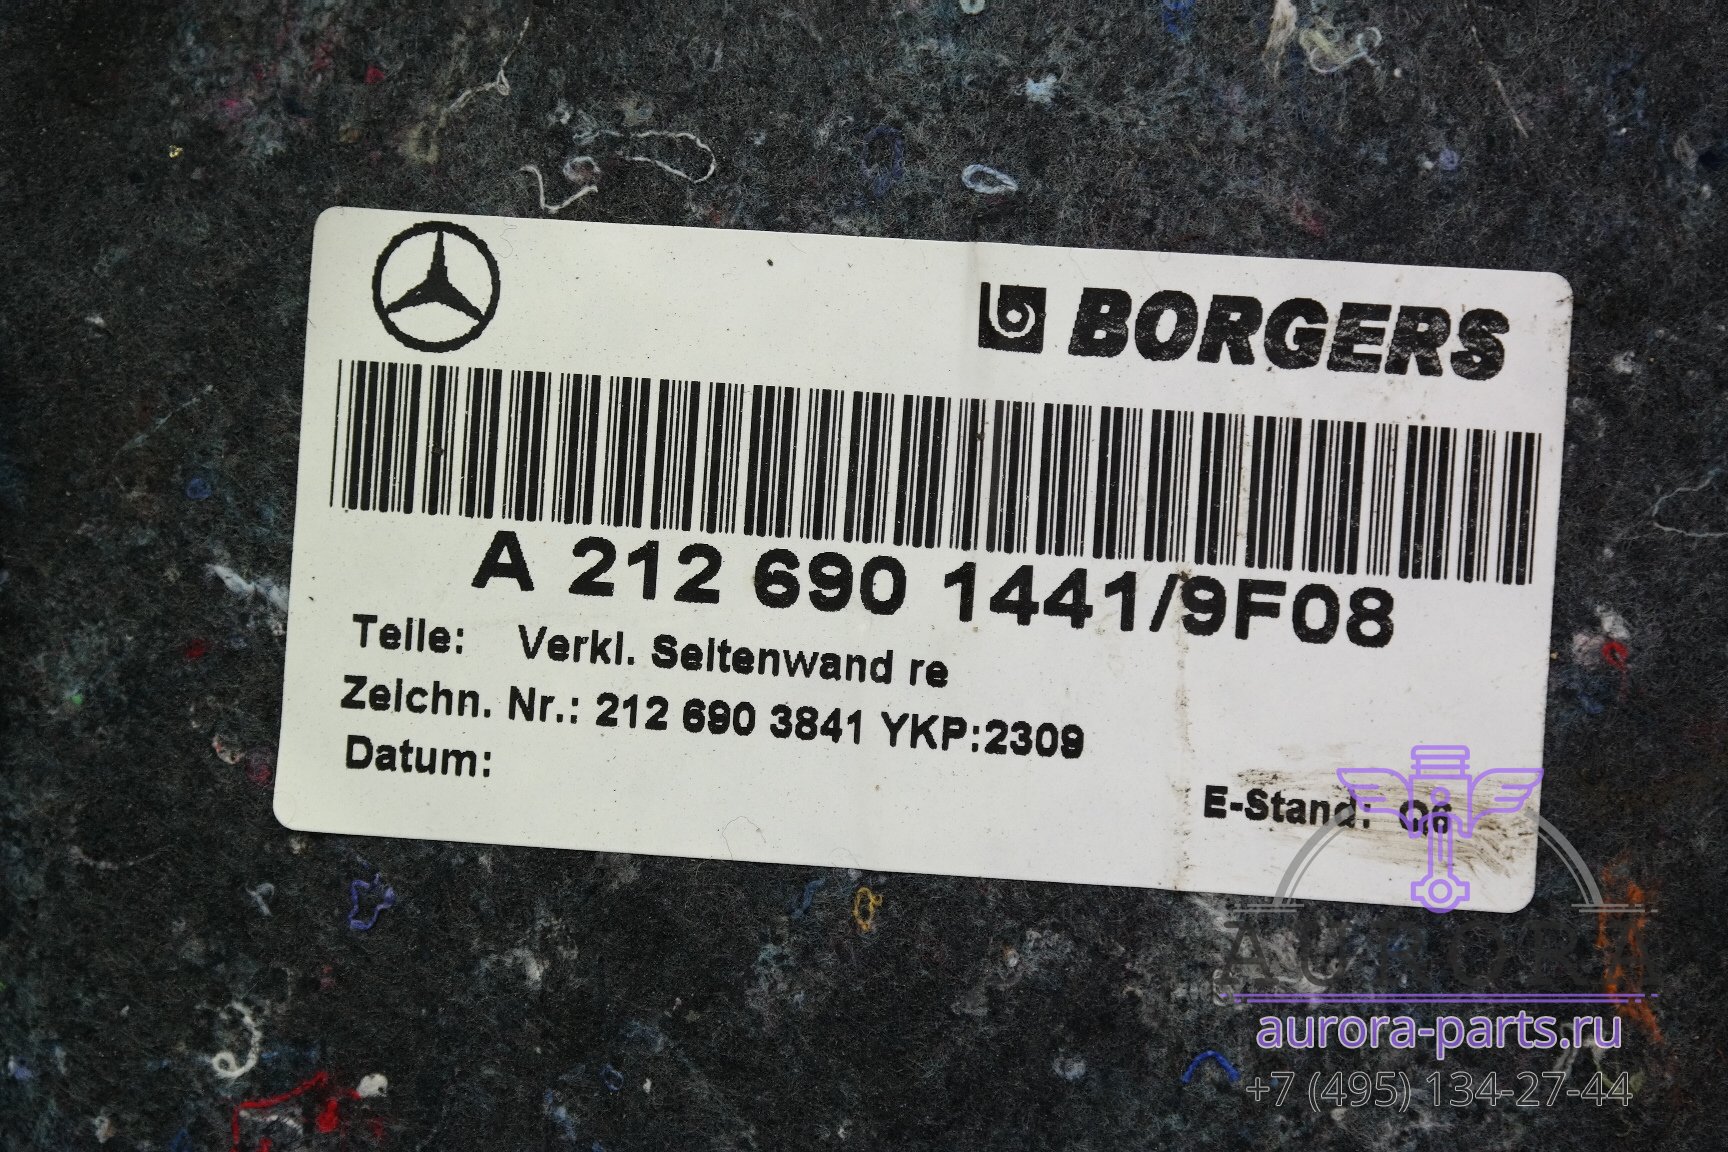 BORGERS
A 212 690 1441/9F08
Teile: Verkl. Seitenwand re
Zeichn. Nr.: 212 690 3841 YKP:2309
Datum:
E-Stand:
AURORA
aurora-parts.ru
+7 (495) 134-27-44